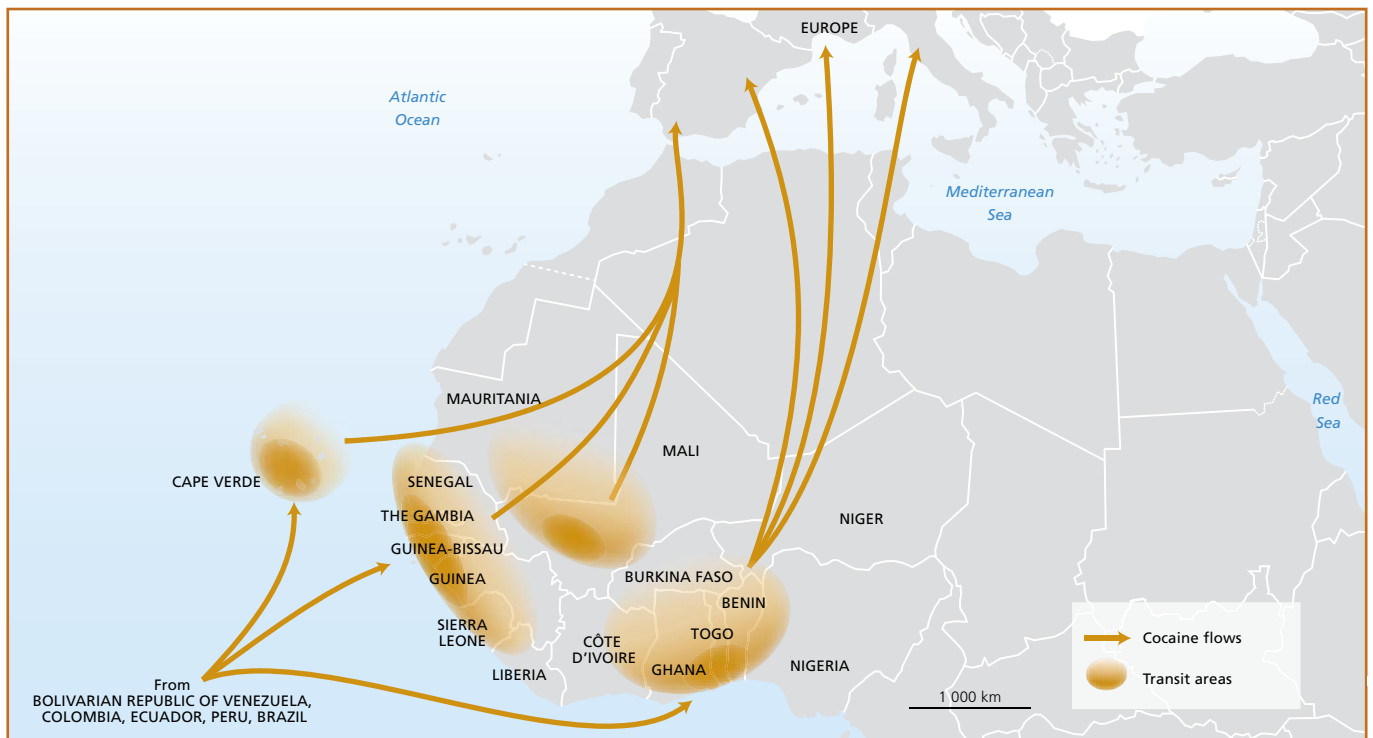 EUROPE
Atlantic
Ocean
Mediterranean
Sea
Red
Sea
MAURITANIA
MALI
CAPE VERDE
SENEGAL
THE GAMBIA
NIGER
GUINEA-BISSAU
GUINEA
BURKINA FASO
BENIN
SIERRA
LEONE
TOGO
CÔTE
D'IVOIRE
GHANA
NIGERIA
LIBERIA
From
BOLIVARIAN REPUBLIC OF VENEZUELA,
COLOMBIA, ECUADOR, PERU, BRAZIL
1 000 km
Cocaine flows
Transit areas